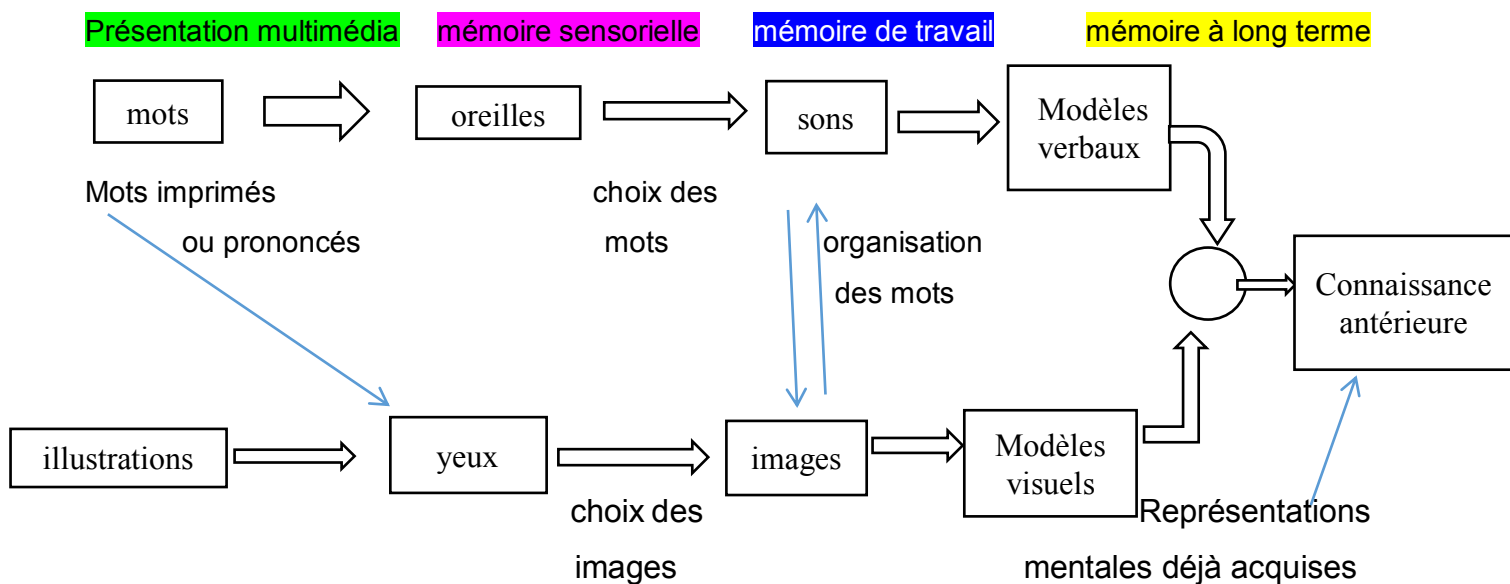 Présentation multimédia
mémoire sensorielle
mémoire de travail
mémoire à long terme
mots
oreilles
sons
Modèles
verbaux
Mots imprimés
ou prononcés
choix des
mots
organisation
des mots
Connaissance
antérieure
illustrations
yeux
images
Modèles
visuels
choix des
images
Représentations
mentales déjà acquises